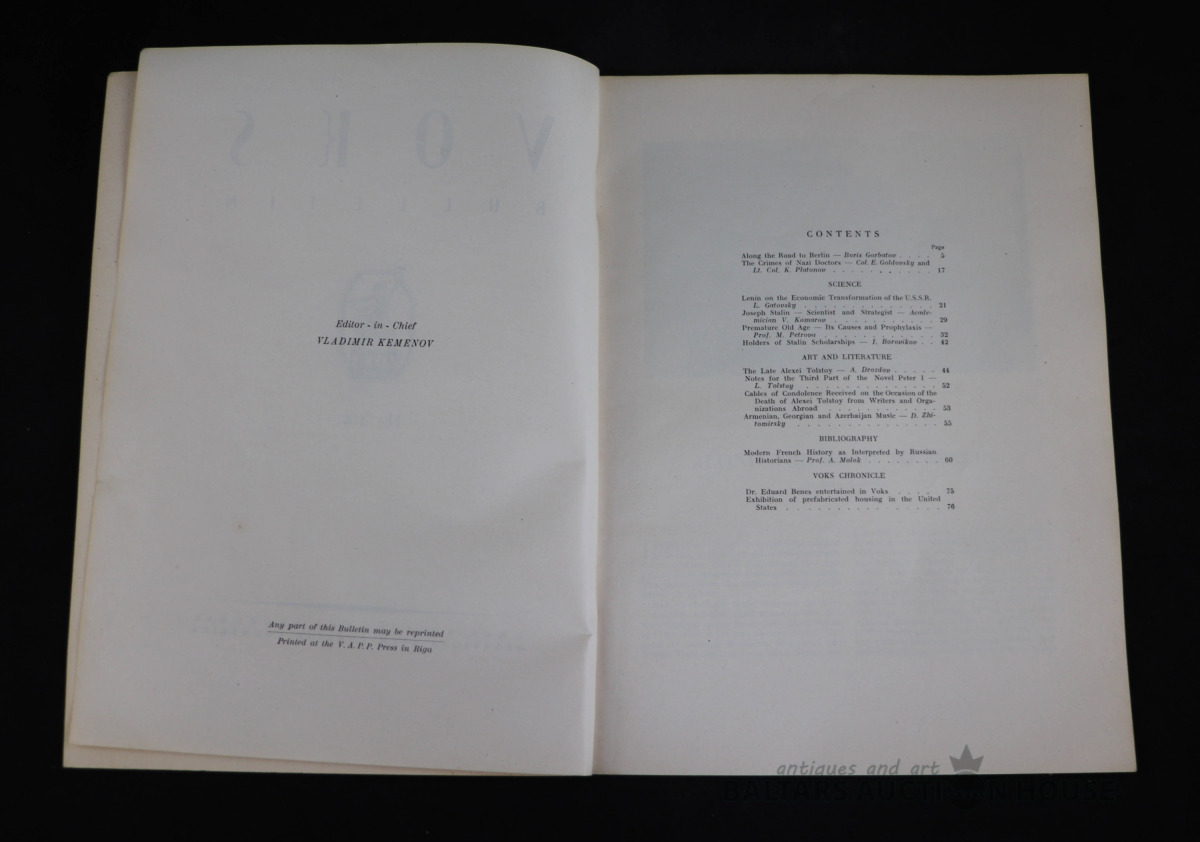 VOKS
BULLETIN
Editor - in - Chief
VLADIMIR KEMENOV
Any part of this Bulletin may be reprinted
Printed at the V. A. P. P. Press in Riga
CONTENTS
Page
Along the Road to Berlin — Boris Gorbatov . . . . 5
The Crimes of Nazi Doctors — Col. E. Goldovsky and
Lt. Col. K. Platonov . . . . . . . . . . . 17
SCIENCE
Lenin on the Economic Transformation of the U.S.S.R.
L. Gatovsky . . . . . . . . . . . . . . 21
Joseph Stalin — Scientist and Strategist — Acade-
mician V. Komarov . . . . . . . . . . . 29
Premature Old Age — Its Causes and Prophylaxis —
Prof. M. Petrova . . . . . . . . . . . . 32
Holders of Stalin Scholarships — I. Borovikov . . 42
ART AND LITERATURE
The Late Alexei Tolstoy — A. Drozdov . . . . . 44
Notes for the Third Part of the Novel Peter I —
L. Tolstoy . . . . . . . . . . . . . . 52
Cables of Condolence Received on the Occasion of the
Death of Alexei Tolstoy from Writers and Orga-
nizations Abroad . . . . . . . . . . . . 53
Armenian, Georgian and Azerbaijan Music — D. Zhi-
tomirsky . . . . . . . . . . . . . . . 55
BIBLIOGRAPHY
Modern French History as Interpreted by Russian
Historians — Prof. A. Molok . . . . . . . . 60
VOKS CHRONICLE
Dr. Eduard Benes entertained in Voks . . . . 75
Exhibition of prefabricated housing in the United
States . . . . . . . . . . . . . . . . 76
antiques and art
BALTARS AUCTION HOUSE